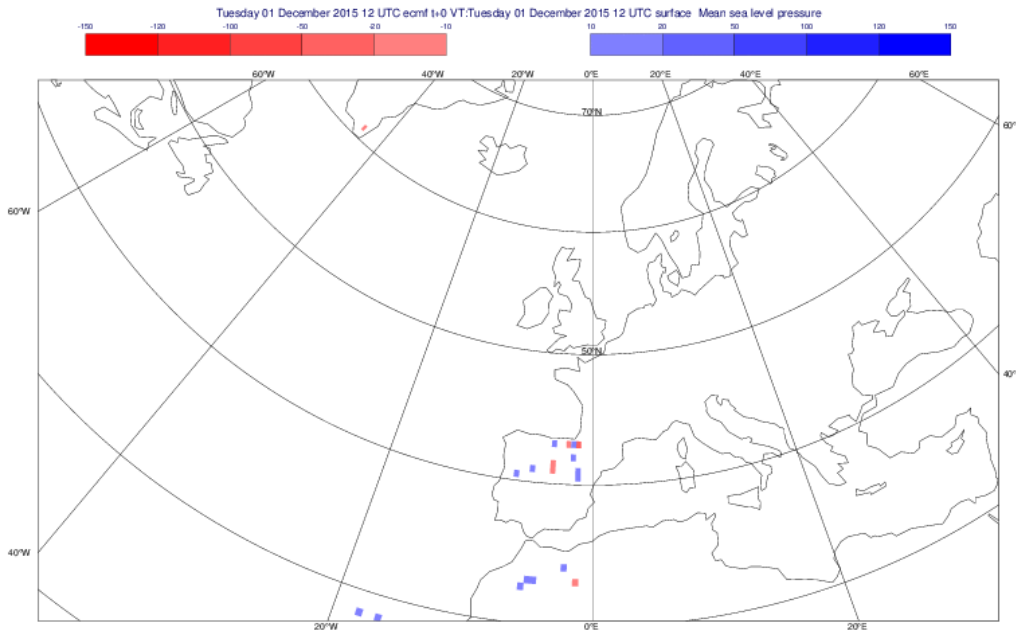 Tuesday 01 December 2015 12 UTC ecmf t+0 VT:Tuesday 01 December 2015 12 UTC surface Mean sea level pressure
-150 -120 -100 -50 -20 -10 10 20 50 100 120 150
60°W 40°W 20°W 0°E 20°E 40°E 60°E
70°N
60°
60°W
50°N
40°
40°W
20°W 0°E 20°E